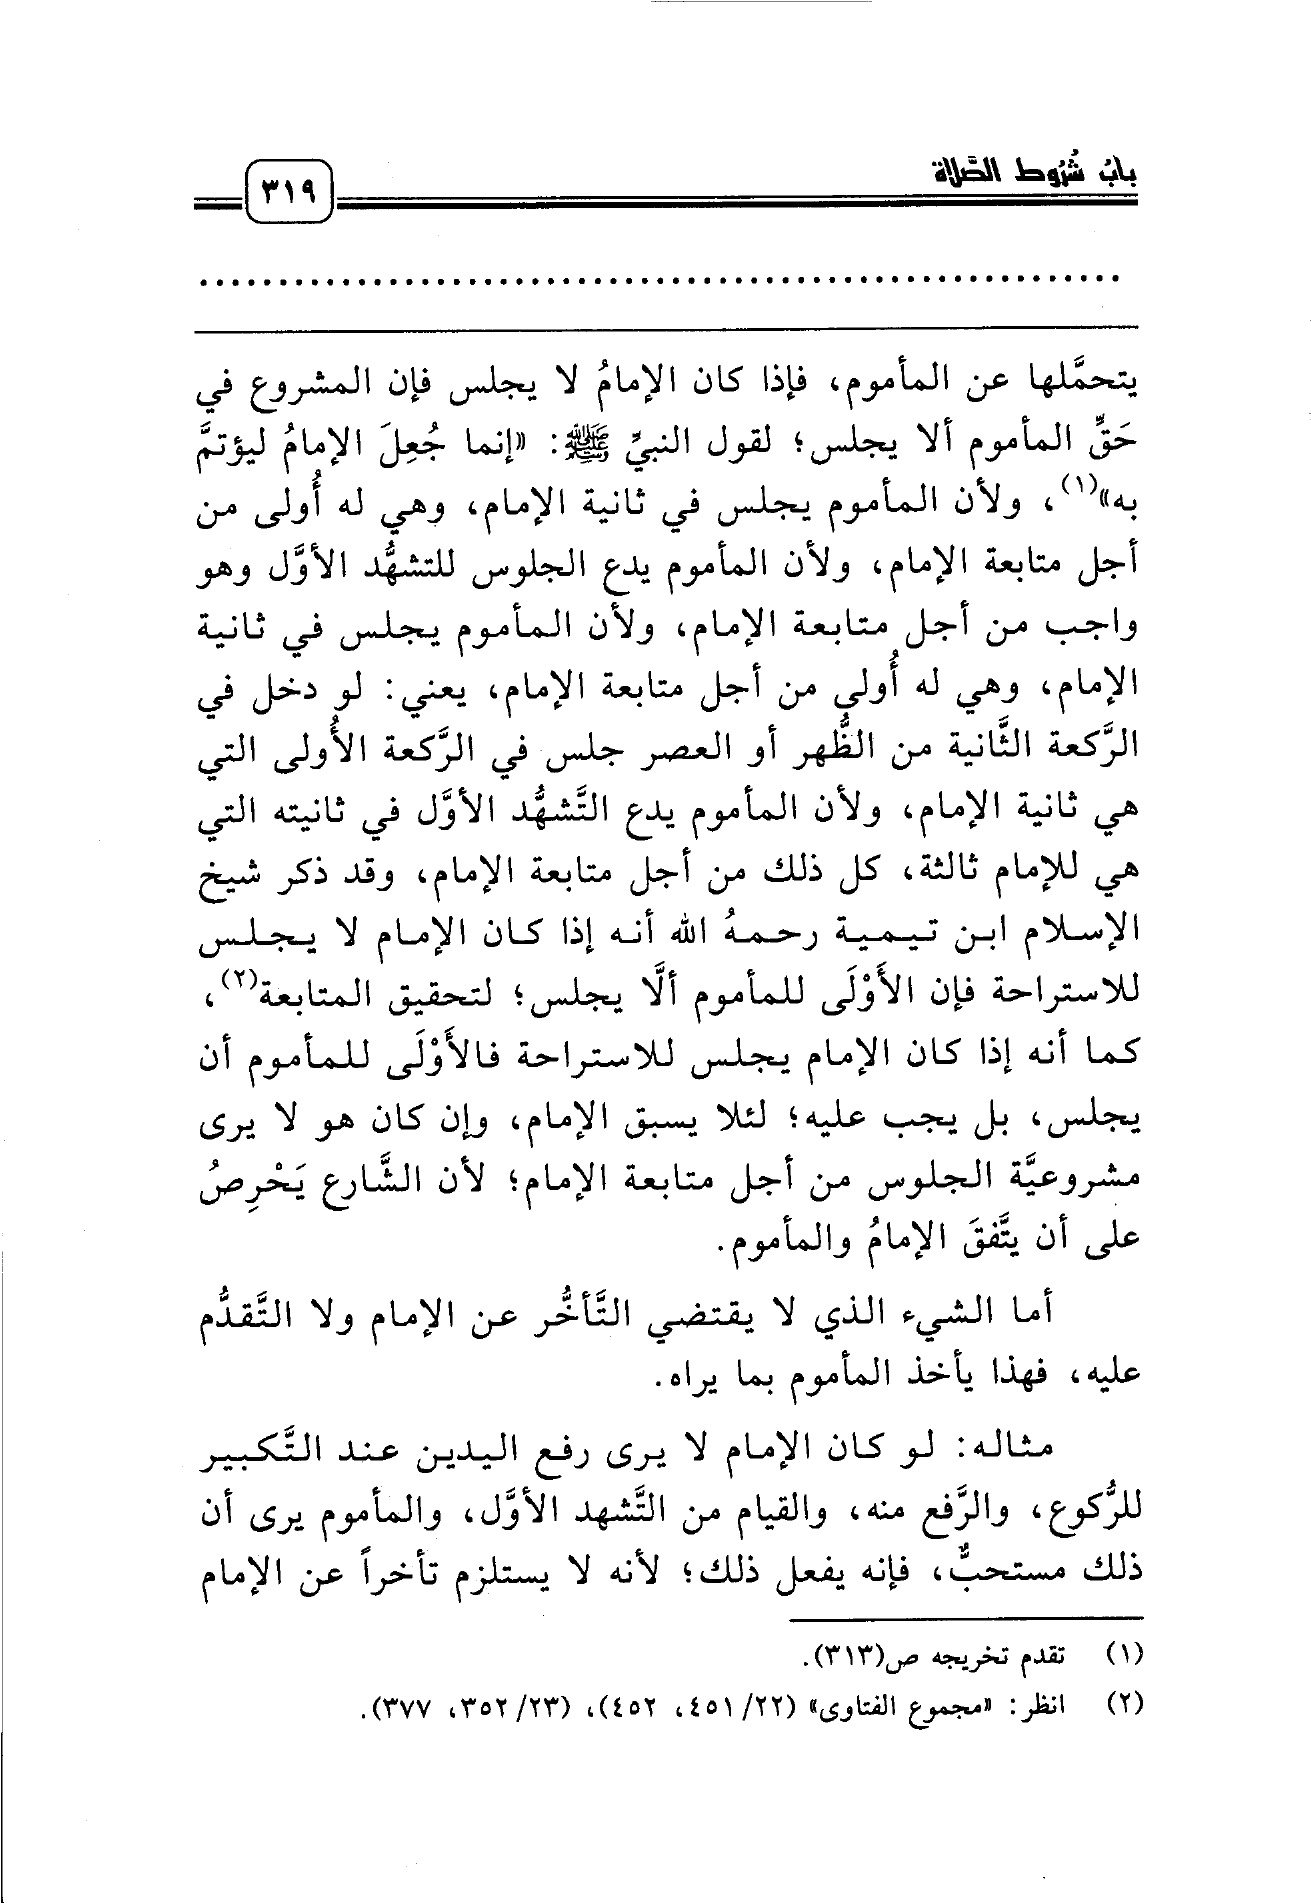 بابُ شُرُوط الصَّلاة
٣١٩
يتحمَّلها عن المأموم، فإذا كان الإمامُ لا يجلس فإن المشروع في
حَقِّ المأموم ألا يجلس؛ لقول النبيِّ ﷺ: «إنما جُعِلَ الإمامُ ليؤتمَّ
به»(١)، ولأن المأموم يجلس في ثانية الإمام، وهي له أُولى من
أجل متابعة الإمام، ولأن المأموم يدع الجلوس للتشهُّد الأوَّل وهو
واجب من أجل متابعة الإمام، ولأن المأموم يجلس في ثانية
الإمام، وهي له أُولى من أجل متابعة الإمام، يعني: لو دخل في
الرَّكعة الثَّانية من الظُّهر أو العصر جلس في الرَّكعة الأُولى التي
هي ثانية الإمام، ولأن المأموم يدع التَّشهُّد الأوَّل في ثانيته التي
هي للإمام ثالثة، كل ذلك من أجل متابعة الإمام، وقد ذكر شيخ
الإسلام ابن تيمية رحمهُ الله أنه إذا كان الإمام لا يجلس
للاستراحة فإن الأَوْلَى للمأموم ألَّا يجلس؛ لتحقيق المتابعة(٢)،
كما أنه إذا كان الإمام يجلس للاستراحة فالأَوْلَى للمأموم أن
يجلس، بل يجب عليه؛ لئلا يسبق الإمام، وإن كان هو لا يرى
مشروعيَّة الجلوس من أجل متابعة الإمام؛ لأن الشَّارع يَحْرِصُ
على أن يتَّفقَ الإمامُ والمأموم.
أما الشيء الذي لا يقتضي التَّأخُّر عن الإمام ولا التَّقدُّم
عليه، فهذا يأخذ المأموم بما يراه.
مثاله: لو كان الإمام لا يرى رفع اليدين عند التَّكبير
للرُّكوع، والرَّفع منه، والقيام من التَّشهد الأوَّل، والمأموم يرى أن
ذلك مستحبٌّ، فإنه يفعل ذلك؛ لأنه لا يستلزم تأخراً عن الإمام
(١) تقدم تخريجه ص(٣١٣).
(٢) انظر: «مجموع الفتاوى» (٢٢/ ٤٥١، ٤٥٢)، (٢٣/ ٣٥٢، ٣٧٧).